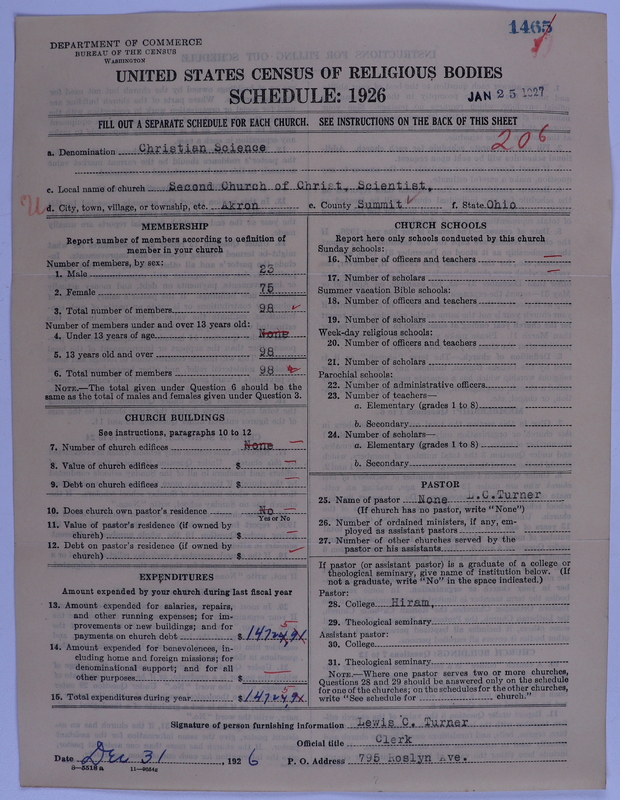 1465
DEPARTMENT OF COMMERCE
BUREAU OF THE CENSUS
WASHINGTON
UNITED STATES CENSUS OF RELIGIOUS BODIES
SCHEDULE: 1926
JAN 25 1927
FILL OUT A SEPARATE SCHEDULE FOR EACH CHURCH. SEE INSTRUCTIONS ON THE BACK OF THIS SHEET
206
a. Denomination Christian Science
c. Local name of church Second Church of Christ, Scientist,
d. City, town, village, or township, etc. Akron e. County Summit f. State Ohio
MEMBERSHIP
Report number of members according to definition of
member in your church
Number of members, by sex:
1. Male 23
2. Female 75
3. Total number of members 98
Number of members under and over 13 years old:
4. Under 13 years of age None
5. 13 years old and over 98
6. Total number of members 98
NOTE.—The total given under Question 6 should be the
same as the total of males and females given under Question 3.
CHURCH BUILDINGS
See instructions, paragraphs 10 to 12
7. Number of church edifices None
8. Value of church edifices $
9. Debt on church edifices $
10. Does church own pastor's residence No
Yes or No
11. Value of pastor's residence (if owned by
church) $
12. Debt on pastor's residence (if owned by
church) $
EXPENDITURES
Amount expended by your church during last fiscal year
13. Amount expended for salaries, repairs,
and other running expenses; for im-
provements or new buildings; and for
payments on church debt $
14. Amount expended for benevolences, in-
cluding home and foreign missions; for
denominational support; and for all
other purposes $
15. Total expenditures during year $
CHURCH SCHOOLS
Report here only schools conducted by this church
Sunday schools:
16. Number of officers and teachers
17. Number of scholars
Summer vacation Bible schools:
18. Number of officers and teachers
19. Number of scholars
Week-day religious schools:
20. Number of officers and teachers
21. Number of scholars
Parochial schools:
22. Number of administrative officers
23. Number of teachers—
a. Elementary (grades 1 to 8)
b. Secondary
24. Number of scholars—
a. Elementary (grades 1 to 8)
b. Secondary
PASTOR
25. Name of pastor None L.C.Turner
(If church has no pastor, write "None")
26. Number of ordained ministers, if any, em-
ployed as assistant pastors
27. Number of other churches served by the
pastor or his assistants
If pastor (or assistant pastor) is a graduate of a college or
theological seminary, give name of institution below. (If
not a graduate, write "No" in the space indicated.)
Pastor:
28. College Hiram,
29. Theological seminary
Assistant pastor:
30. College
31. Theological seminary
NOTE.—Where one pastor serves two or more churches,
Questions 28 and 29 should be answered only on the schedule
for one of the churches; on the schedules for the other churches,
write "See schedule for church."
Signature of person furnishing information Lewis C. Turner
Official title Clerk
Date Dec 31, 1926 P. O. Address 795 Roslyn Ave.
8-5518a 11-9554